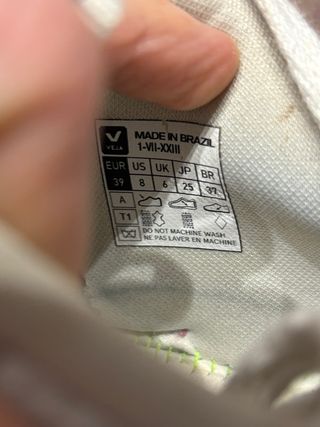 VEJA
MADE IN BRAZIL
1-VII-XXIII
EUR US UK JP BR
39 8 6 25 37
A
T1
DO NOT MACHINE WASH
NE PAS LAVER EN MACHINE